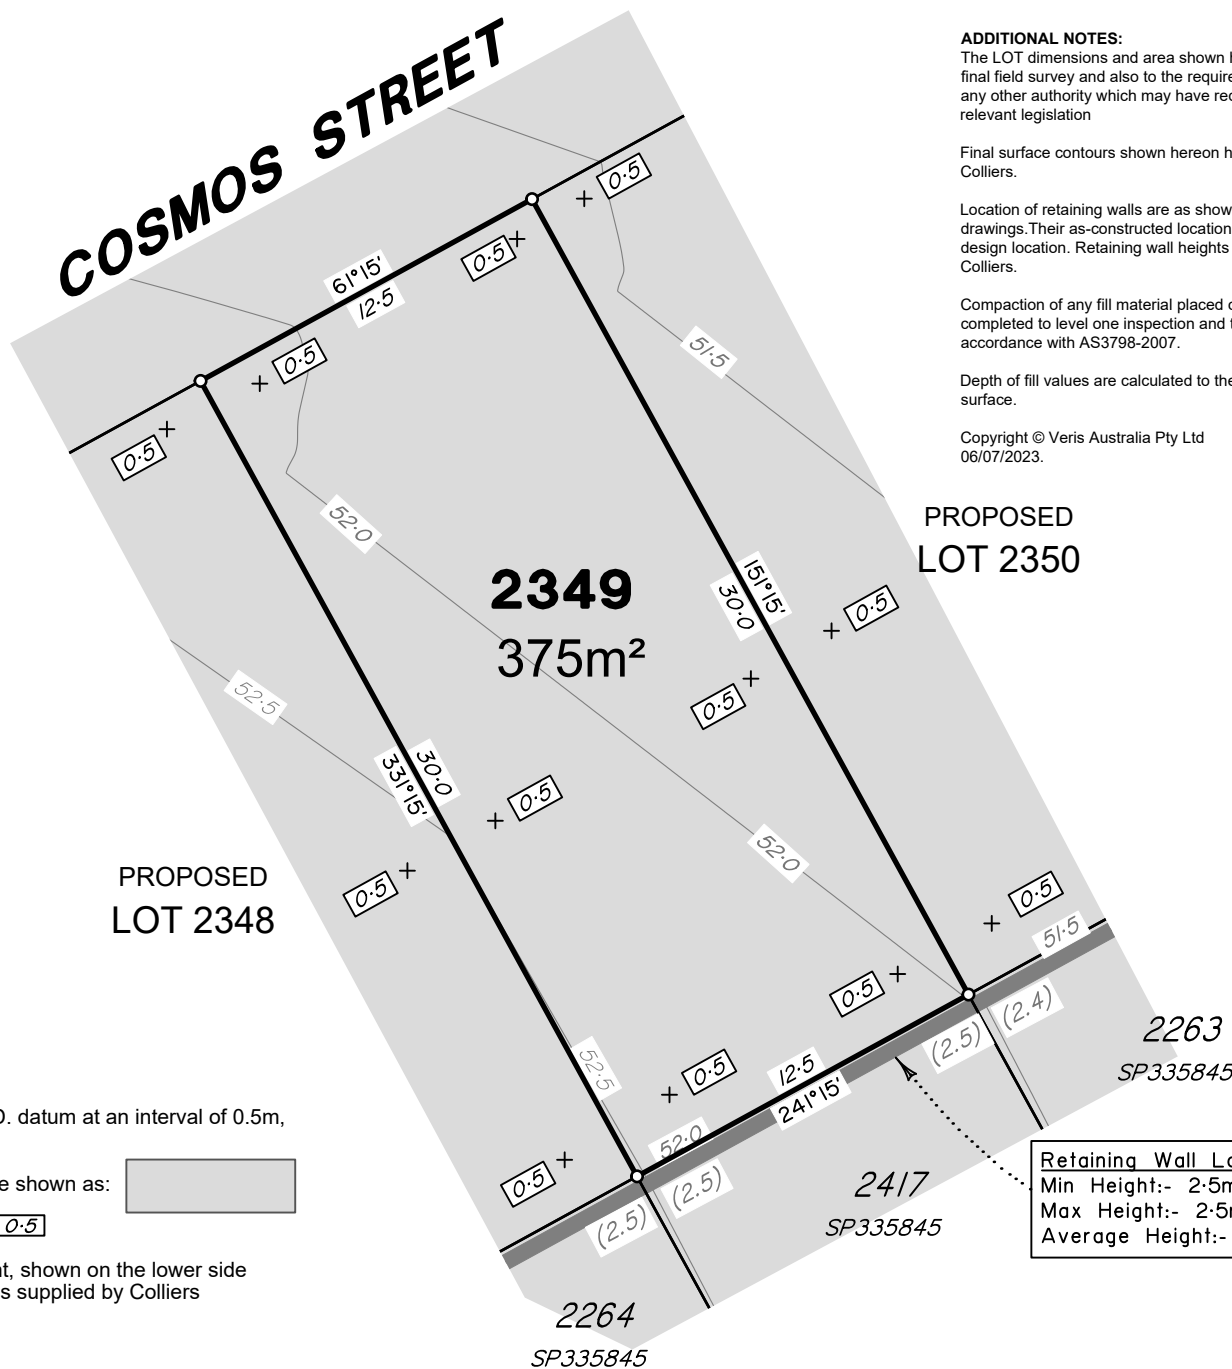 COSMOS STREET
ADDITIONAL NOTES:
The LOT dimensions and area shown
final field survey and also to the
any other authority which may have
relevant legislation
Final surface contours shown hereon
Colliers.
Location of retaining walls are as
drawings.Their as-constructed location
design location. Retaining wall heights
Colliers.
Compaction of any fill material placed
completed to level one inspection and
accordance with AS3798-2007.
Depth of fill values are calculated to the
surface.
Copyright © Veris Australia Pty Ltd
06/07/2023.
0·5
0·5
61°15'
12·5
0·5
0·5
51·5
52·0
PROPOSED
LOT 2350
2349
375m²
151°15'
30·0
0·5
0·5
52·5
30·0
331°15'
0·5
0·5
52·0
PROPOSED
LOT 2348
0·5
51·5
0·5
(2.4)
(2.5)
2263
SP335845
52·5
0·5
12·5
241°15'
52·0
0·5
(2.5)
(2.5)
2417
SP335845
2264
SP335845
datum at an interval of 0.5m,
shown as:
0·5
shown on the lower side
supplied by Colliers
Retaining Wall
Min Height:- 2·5m
Max Height:-
Average Height:-